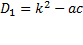 D₁ = k² − ac